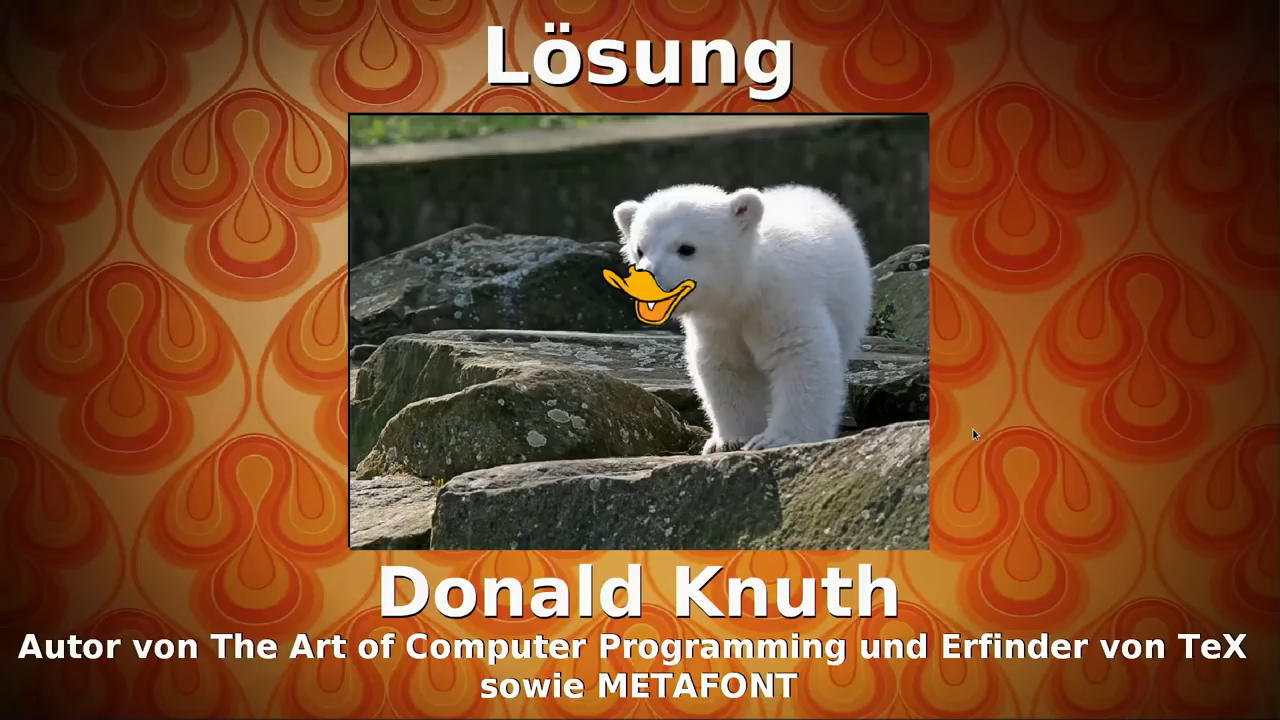 Lösung
Donald Knuth
Autor von The Art of Computer Programming und Erfinder von TeX
sowie METAFONT